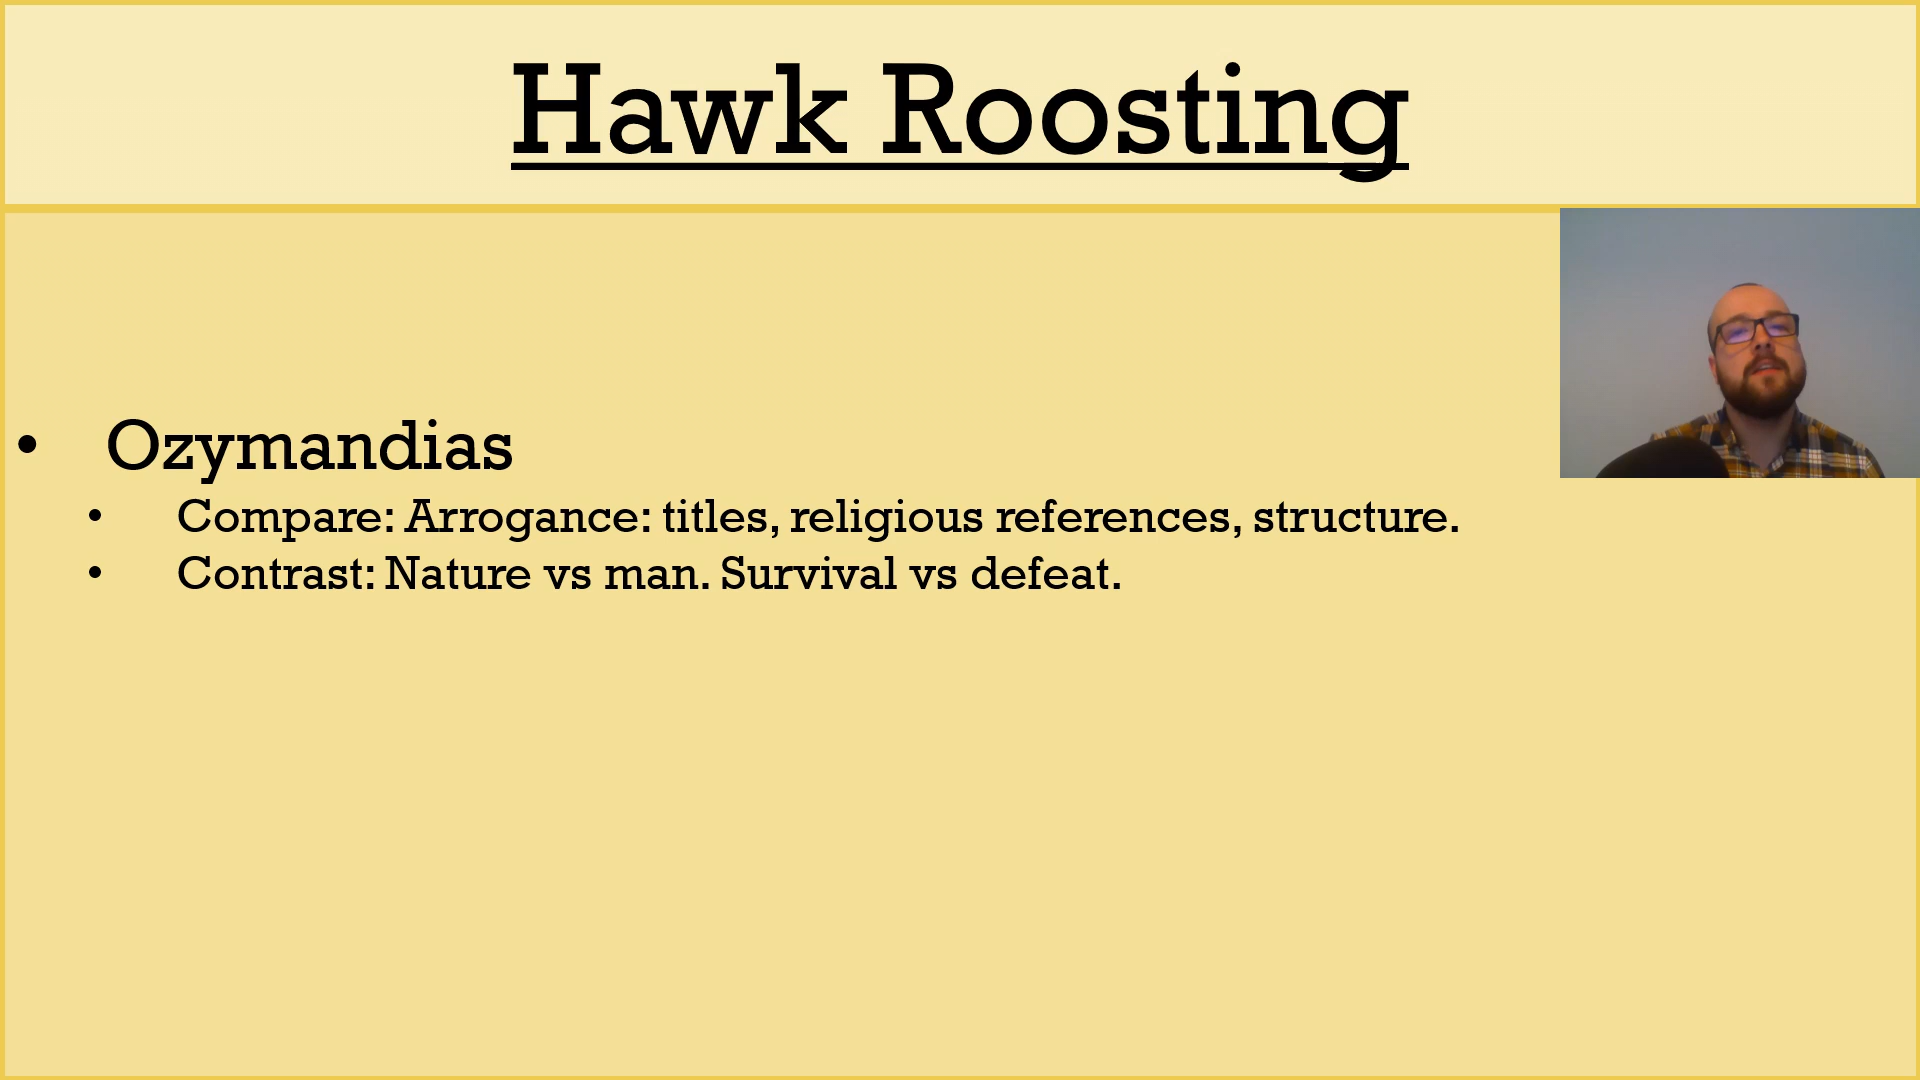 Hawk Roosting
• Ozymandias
• Compare: Arrogance: titles, religious references, structure.
• Contrast: Nature vs man. Survival vs defeat.